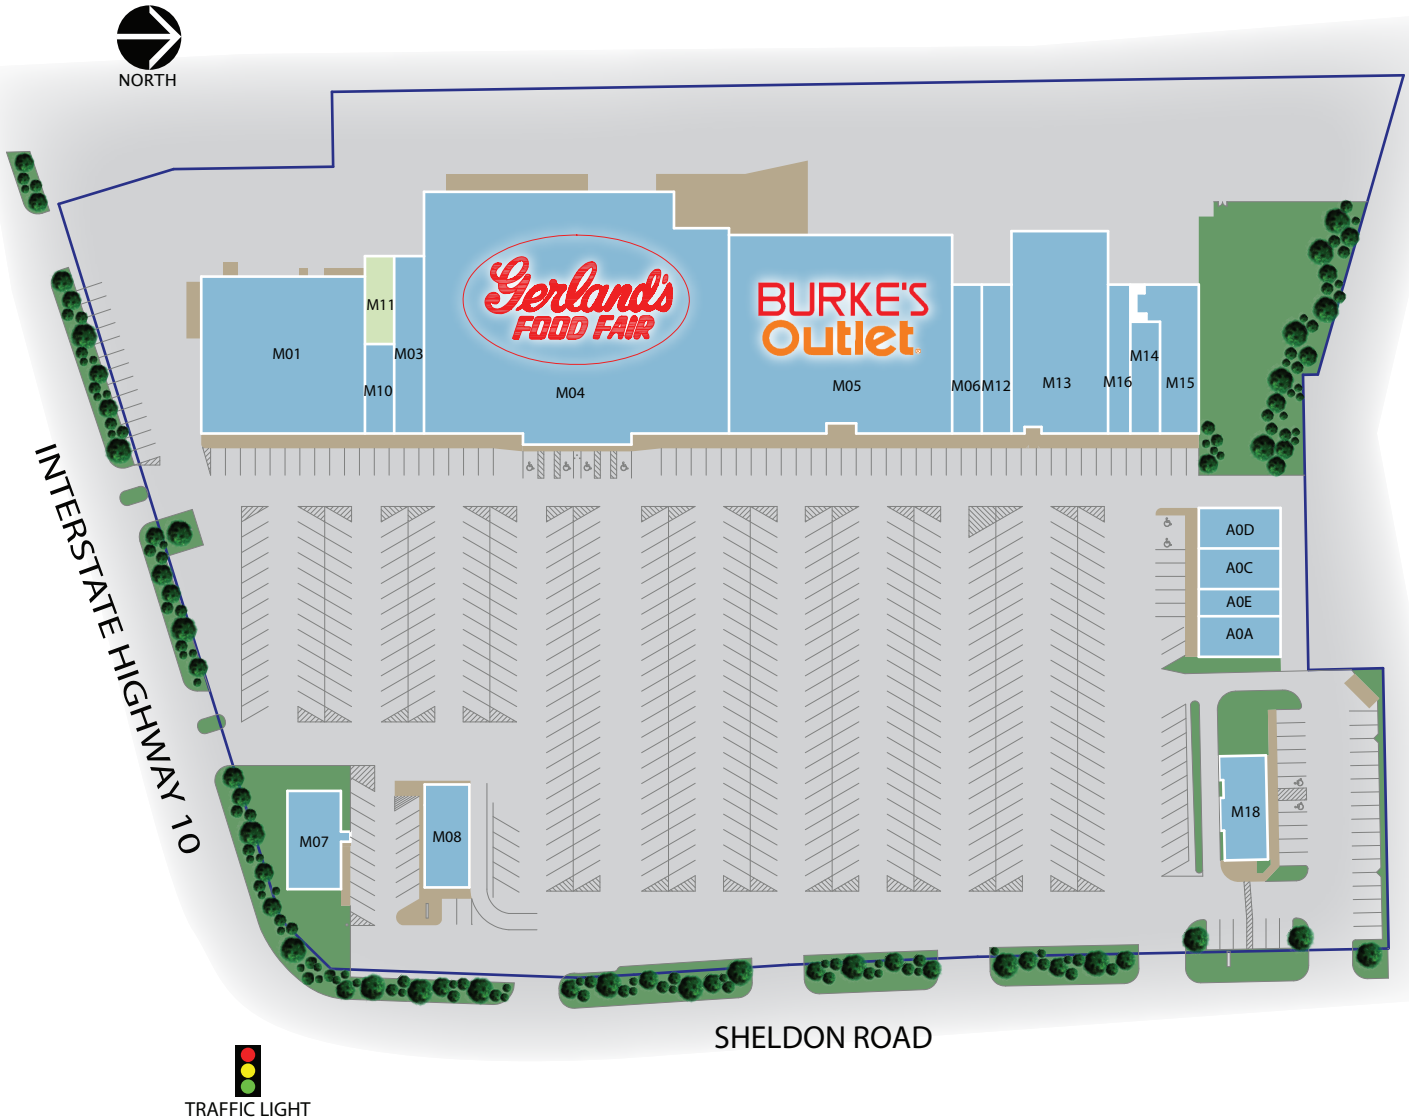 NORTH
Gerland's
FOOD FAIR
BURKE'S
Outlet
M11
M01
M03
M10
M04
M05
M06
M12
M13
M16
M14
M15
A0D
A0C
A0E
A0A
INTERSTATE HIGHWAY 10
M07
M08
M18
SHELDON ROAD
TRAFFIC LIGHT